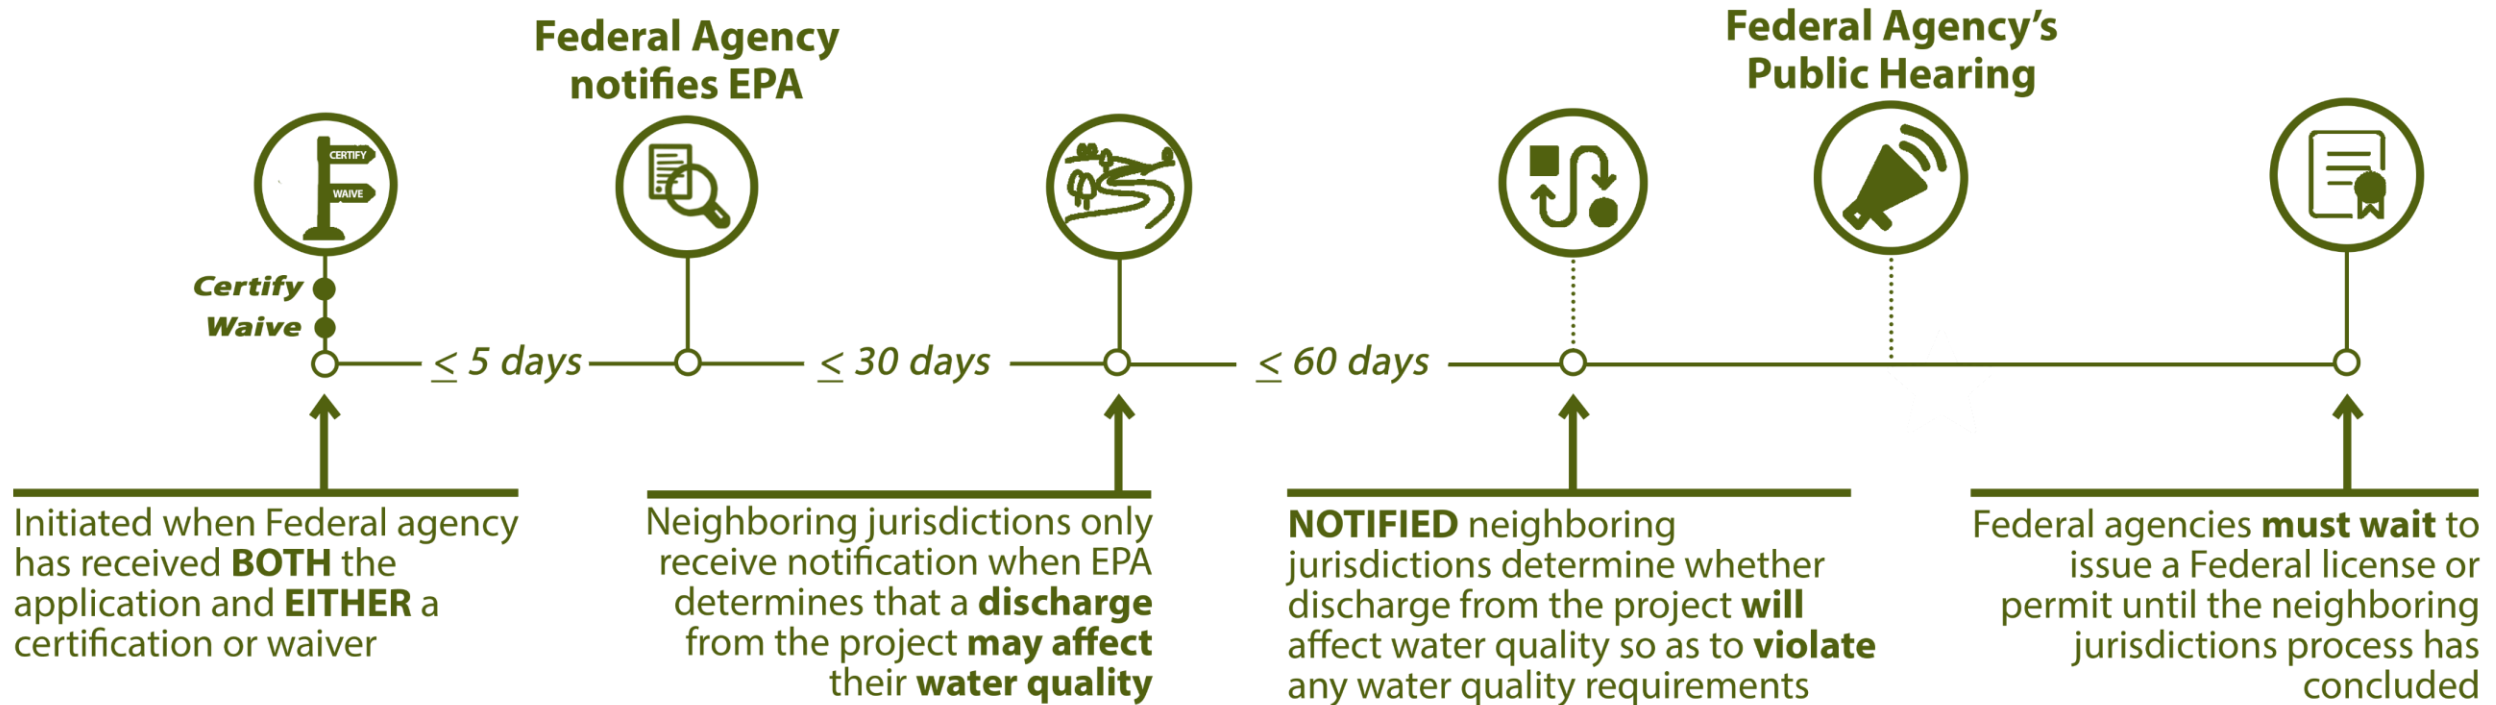 Federal Agency
notifies EPA
Federal Agency's
Public Hearing
CERTIFY
WAIVE
Certify
Waive
≤ 5 days
≤ 30 days
≤ 60 days
Initiated when Federal agency
has received BOTH the
application and EITHER a
certification or waiver
Neighboring jurisdictions only
receive notification when EPA
determines that a discharge
from the project may affect
their water quality
NOTIFIED neighboring
jurisdictions determine whether
discharge from the project will
affect water quality so as to violate
any water quality requirements
Federal agencies must wait to
issue a Federal license or
permit until the neighboring
jurisdictions process has
concluded